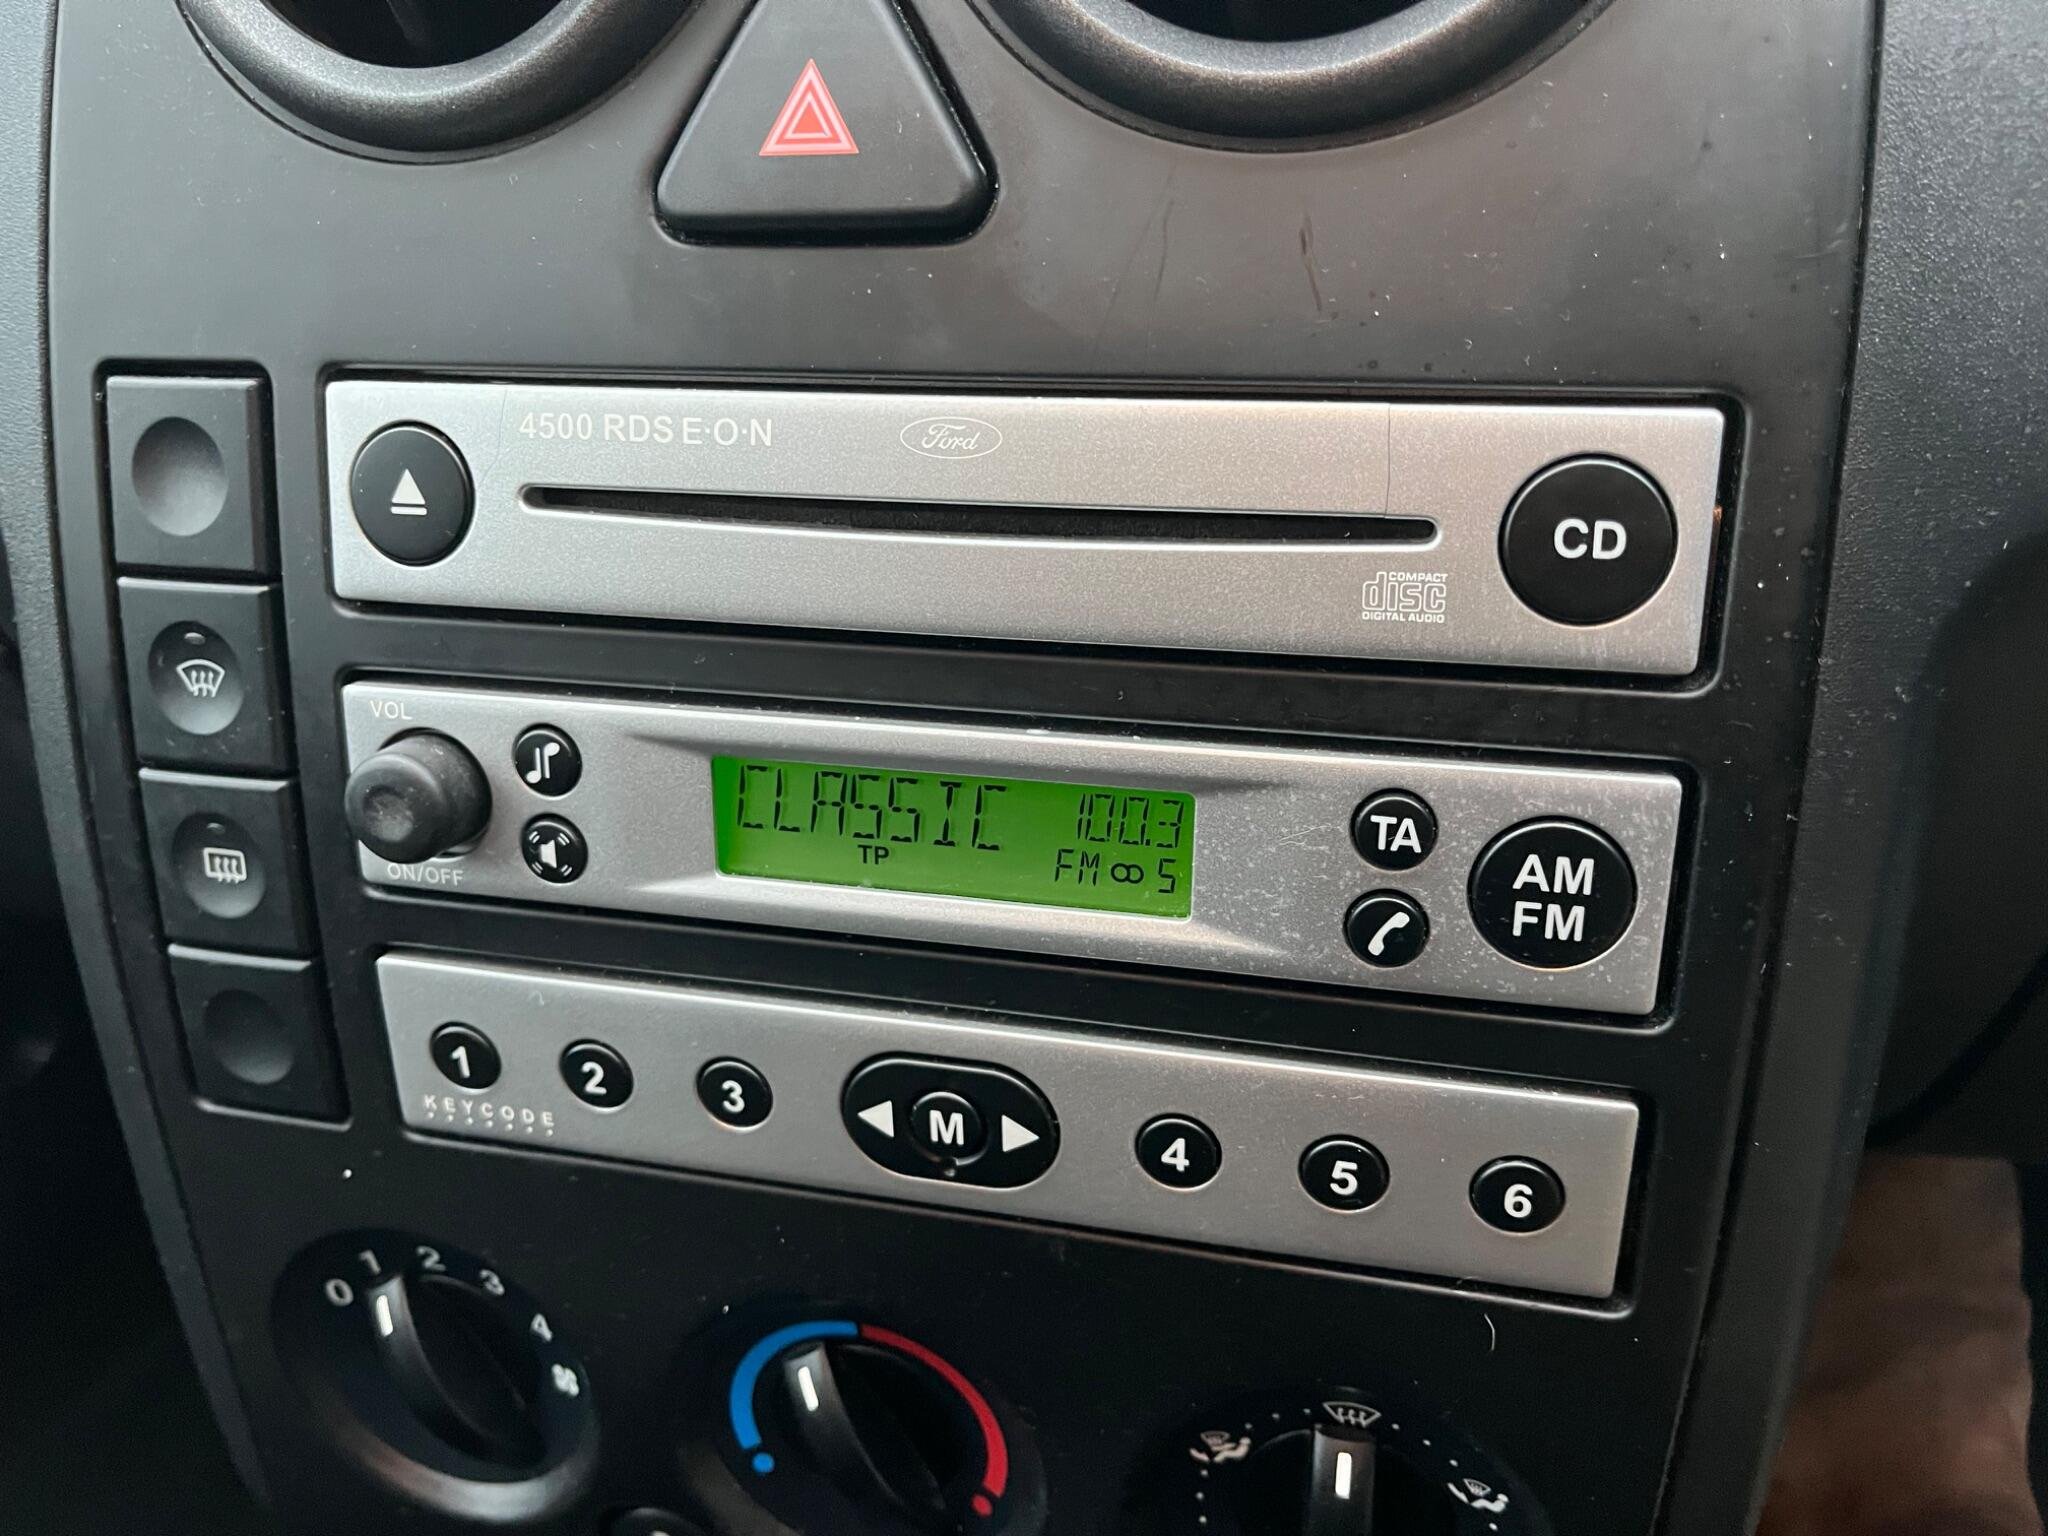 4500 RDS E·O·N
Ford
CD
COMPACT
disc
DIGITAL AUDIO
VOL
ON/OFF
CLASSIC 100.3
TP
FM ∞ 5
TA
AM
FM
1
2
3
M
4
5
6
KEYCODE
0 1 2 3 4